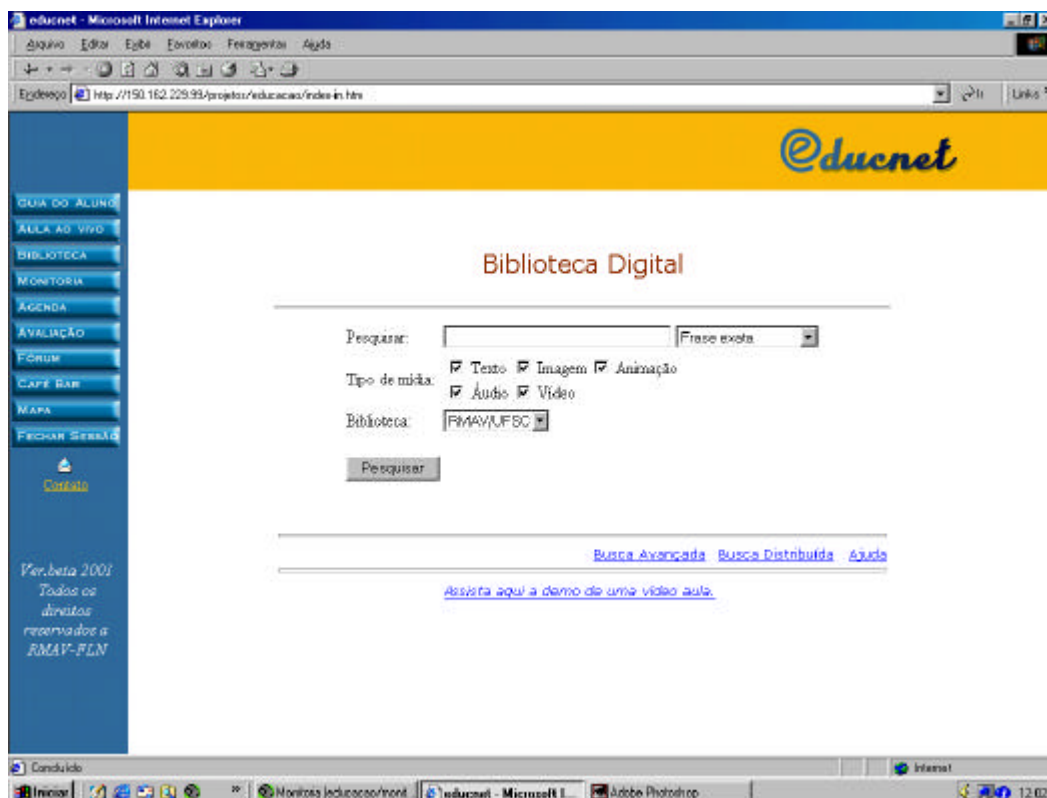 educnet - Microsoft Internet Explorer
Arquivo Editar Exibir Favoritos Ferramentas Ajuda
Endereço http://150.162.229.99/projetos/educacao/index-in.htm Ir Links
educnet
GUIA DO ALUNO
AULA AO VIVO
BIBLIOTECA
MONITORIA
AGENDA
AVALIAÇÃO
FÓRUM
CAFÉ BAR
MAPA
FECHAR SESSÃO
Contato
Ver.beta 2001
Todos os
direitos
reservados a
RMAV-FLN
Biblioteca Digital
Pesquisar: Frase exata
Tipo de mídia: Texto Imagem Animação
Áudio Vídeo
Biblioteca: RMAV/UFSC
Pesquisar
Busca Avançada Busca Distribuída Ajuda
Assista aqui a demo de uma vídeo aula.
Concluído Internet
Iniciar educnet - Microsoft I... Adobe Photoshop 12:02